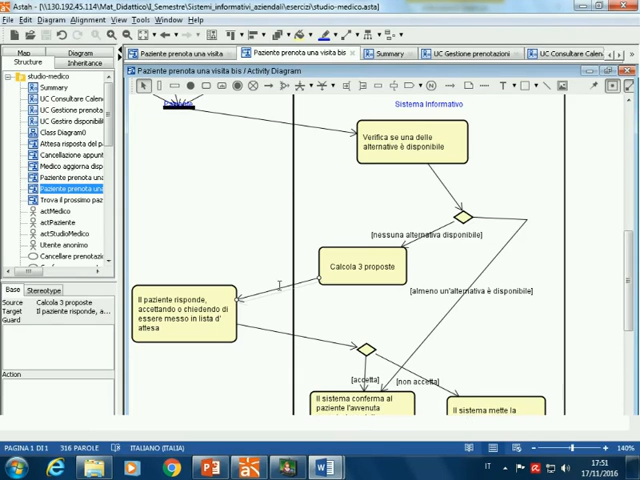 Astah - [\\130.192.45.114\Mat_Didattico\I_Semestre\Sistemi_informativi_aziendali\esercizi\studio-medico.asta]
File Edit Diagram Alignment View Tools Window Help
Map Diagram
Structure Inheritance
Paziente prenota una visita
Paziente prenota una visita bis
Summary
UC Gestione prenotazioni
UC Consultare Calen
Paziente prenota una visita bis / Activity Diagram
studio-medico
Summary
UC Consultare Calen
UC Gestione prenota
UC Gestire disponibi
Class Diagram0
Attesa risposta del p
Cancellazione appunt
Medico aggiorna disp
Paziente prenota una
Paziente prenota una
Trova il prossimo paz
actMedico
actPaziente
actStudioMedico
Utente anonimo
Cancellare prenotazi
Base Stereotype
Source Calcola 3 proposte
Target Il paziente risponde, a...
Guard
Action
Sistema Informativo
Verifica se una delle
alternative è disponibile
[nessuna alternativa disponibile]
Calcola 3 proposte
[almeno un'alternativa è disponibile]
Il paziente risponde,
accettando o chiedendo di
essere messo in lista d'
attesa
[accetta]
[non accetta]
Il sistema conferma al
paziente l'avvenuta
Il sistema mette la
PAGINA 1 DI 1 316 PAROLE ITALIANO (ITALIA) 140%
IT 17:51
17/11/2016